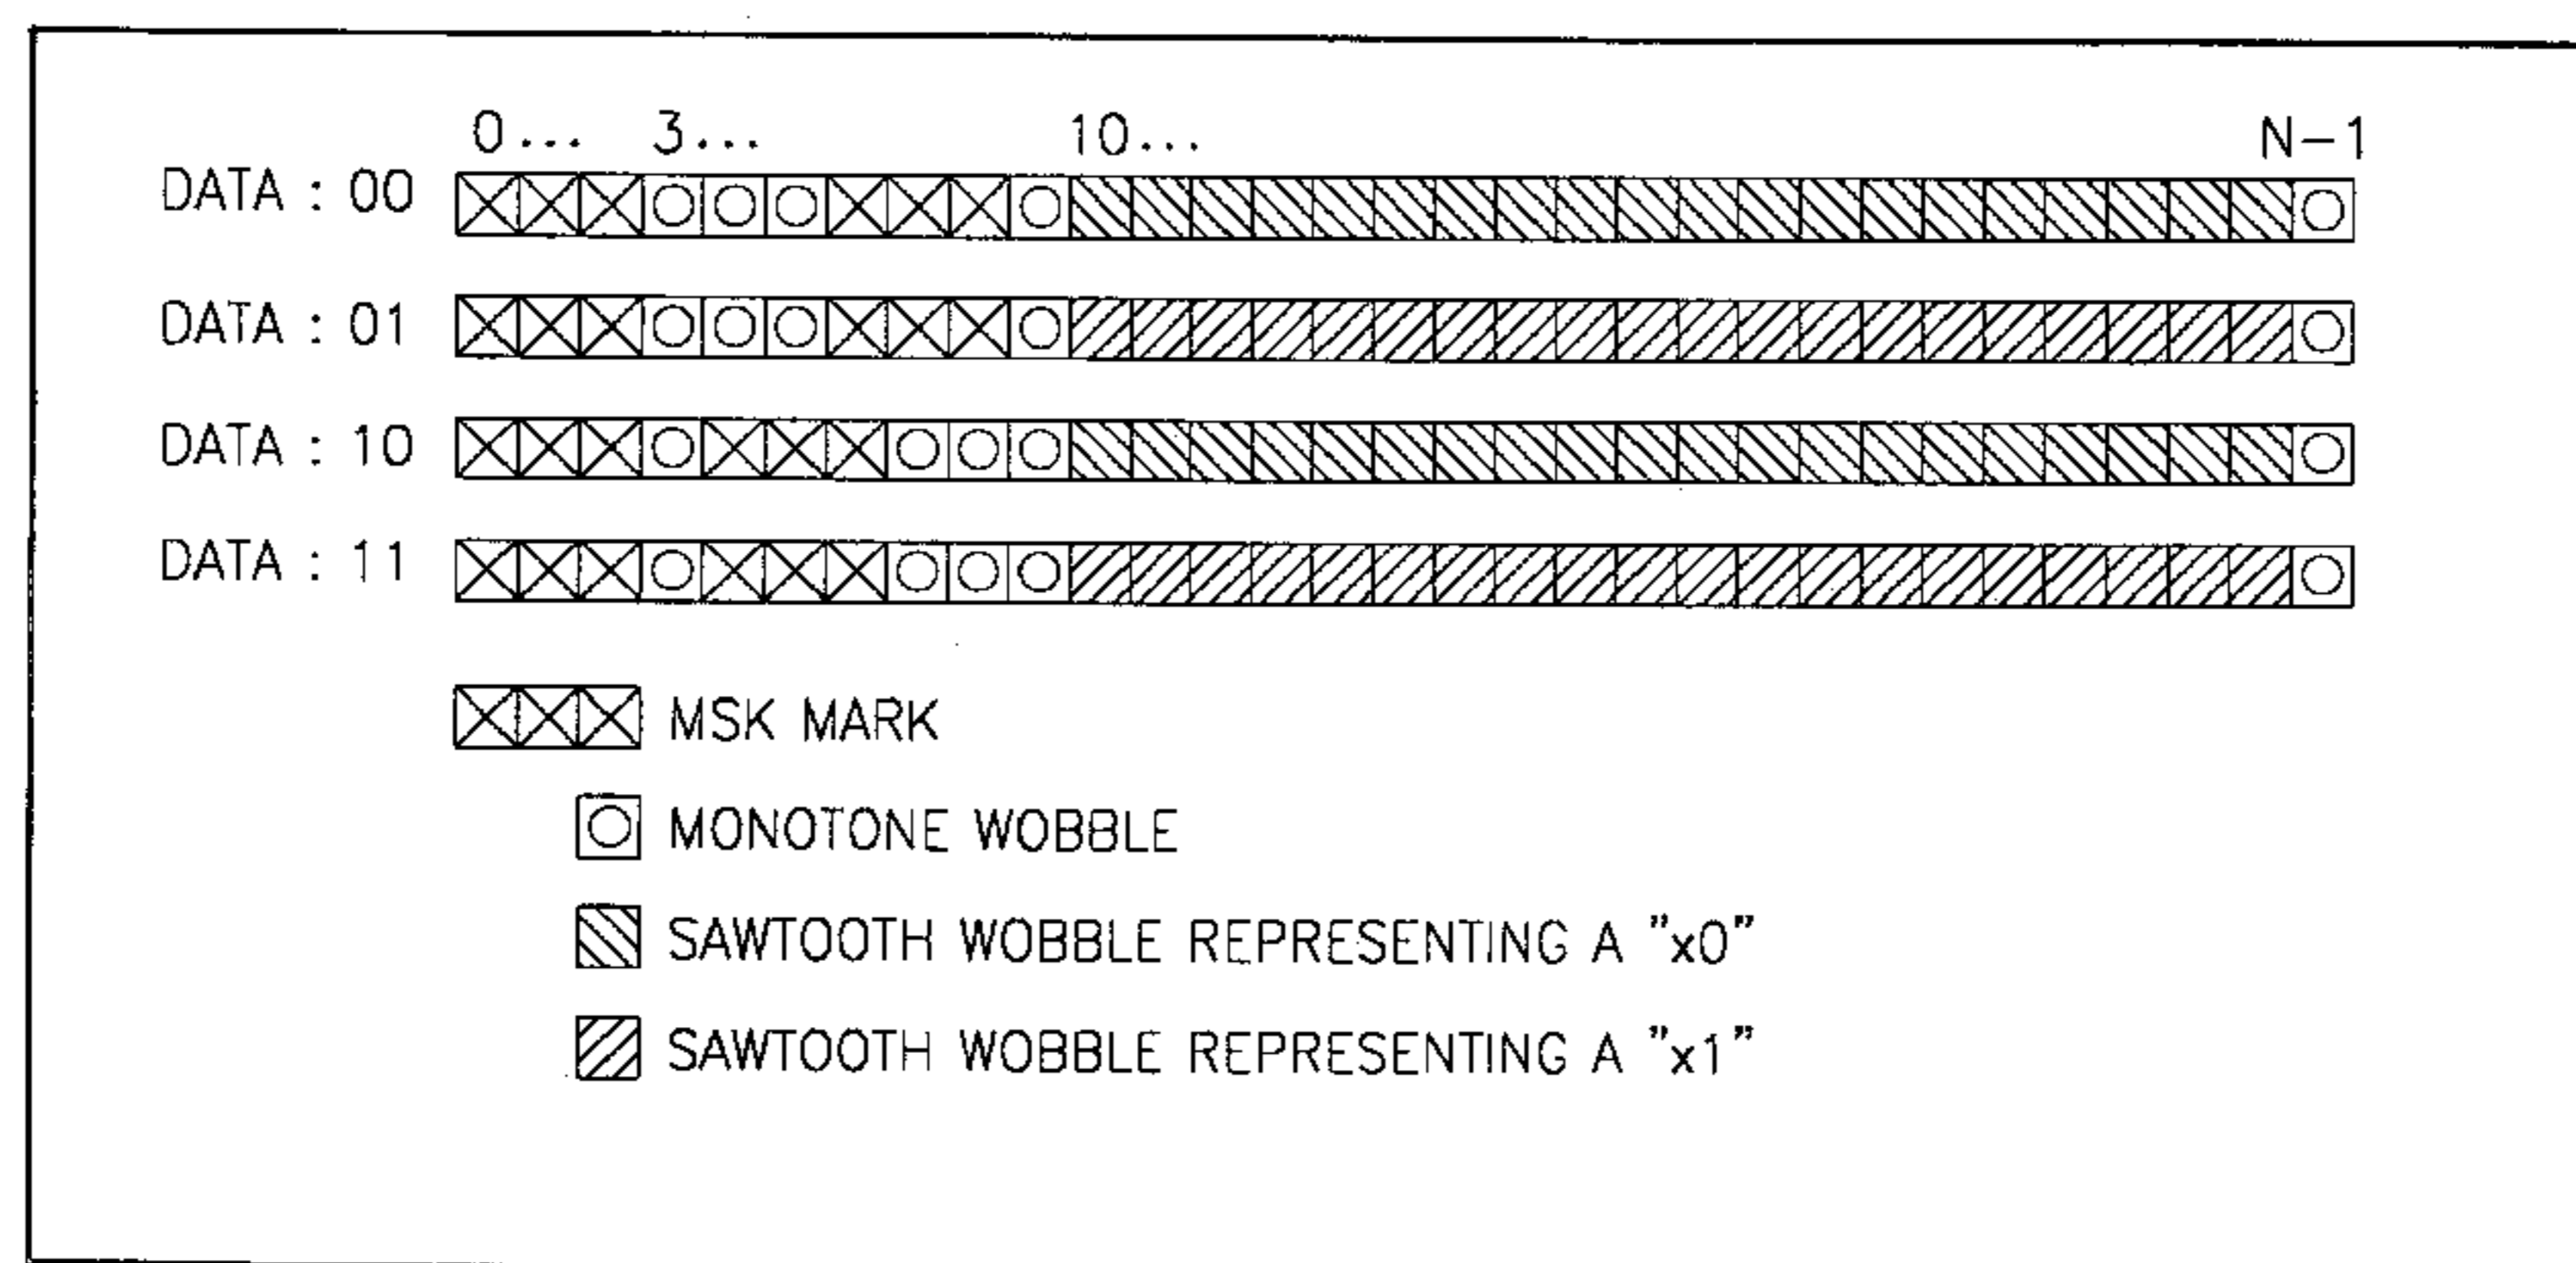 0... 3... 10... N-1
DATA : 00
DATA : 01
DATA : 10
DATA : 11
MSK MARK
MONOTONE WOBBLE
SAWTOOTH WOBBLE REPRESENTING A "x0"
SAWTOOTH WOBBLE REPRESENTING A "x1"